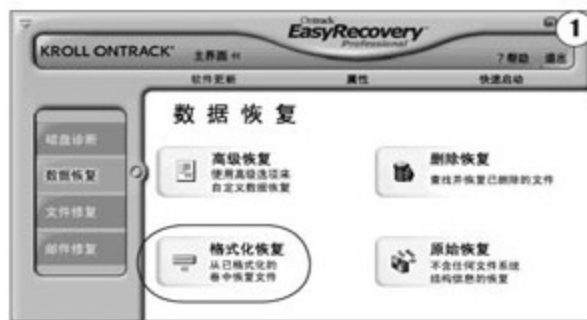 Ontrack
EasyRecovery
Professional
1
KROLL ONTRACK
主界面
? 帮助 退出
软件更新 属性 快速启动
数据恢复
磁盘诊断
数据恢复
文件修复
邮件修复
高级恢复
使用高级选项来
自定义数据恢复
删除恢复
查找并恢复已删除的文件
格式化恢复
从已格式化的
卷中恢复文件
原始恢复
不含任何文件系统
结构信息的恢复